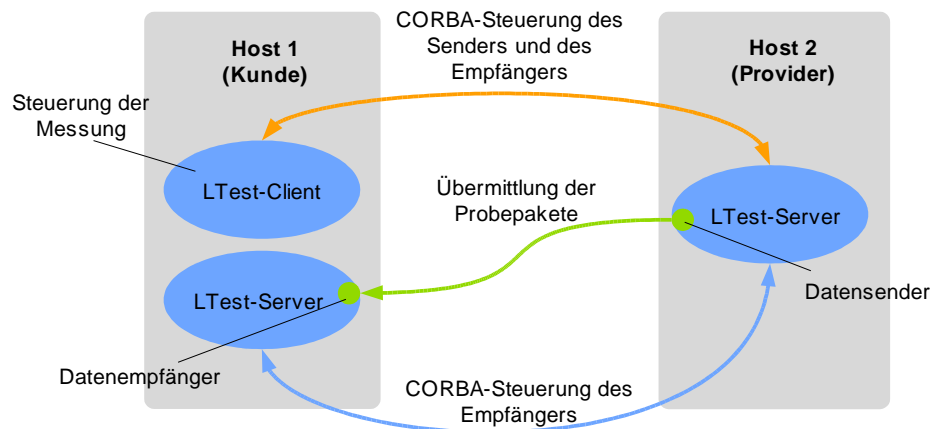 CORBA-Steuerung des
Senders und des
Empfängers
Host 1
(Kunde)
Host 2
(Provider)
Steuerung der
Messung
LTest-Client
Übermittlung der
Probepakete
LTest-Server
LTest-Server
Datensender
Datenempfänger
CORBA-Steuerung des
Empfängers